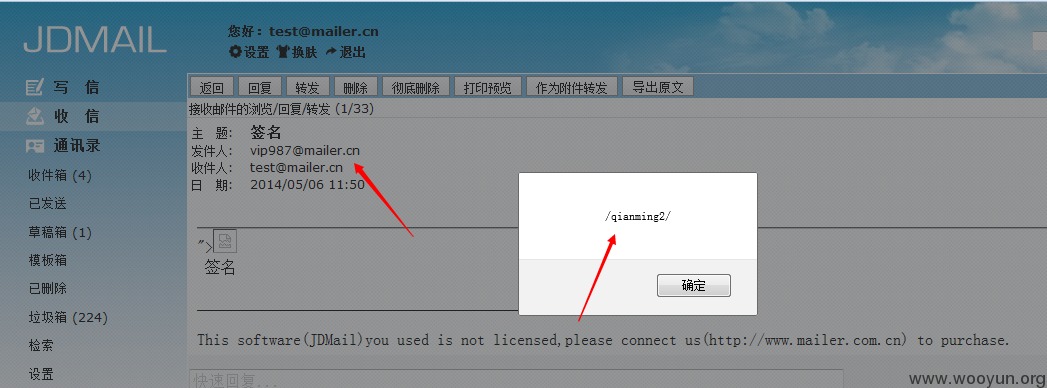 JDMAIL
您好：test@mailer.cn
设置 换肤 退出
写 信
收 信
通讯录
收件箱 (4)
已发送
草稿箱 (1)
模板箱
已删除
垃圾箱 (224)
检索
设置
返回 回复 转发 删除 彻底删除 打印预览 作为附件转发 导出原文
接收邮件的浏览/回复/转发 (1/33)
主 题: 签名
发件人: vip987@mailer.cn
收件人: test@mailer.cn
日 期: 2014/05/06 11:50
">
签名
/qianming2/
确定
This software(JDMail)you used is not licensed,please connect us(http://www.mailer.com.cn) to purchase.
快速回复...
www.wooyun.org